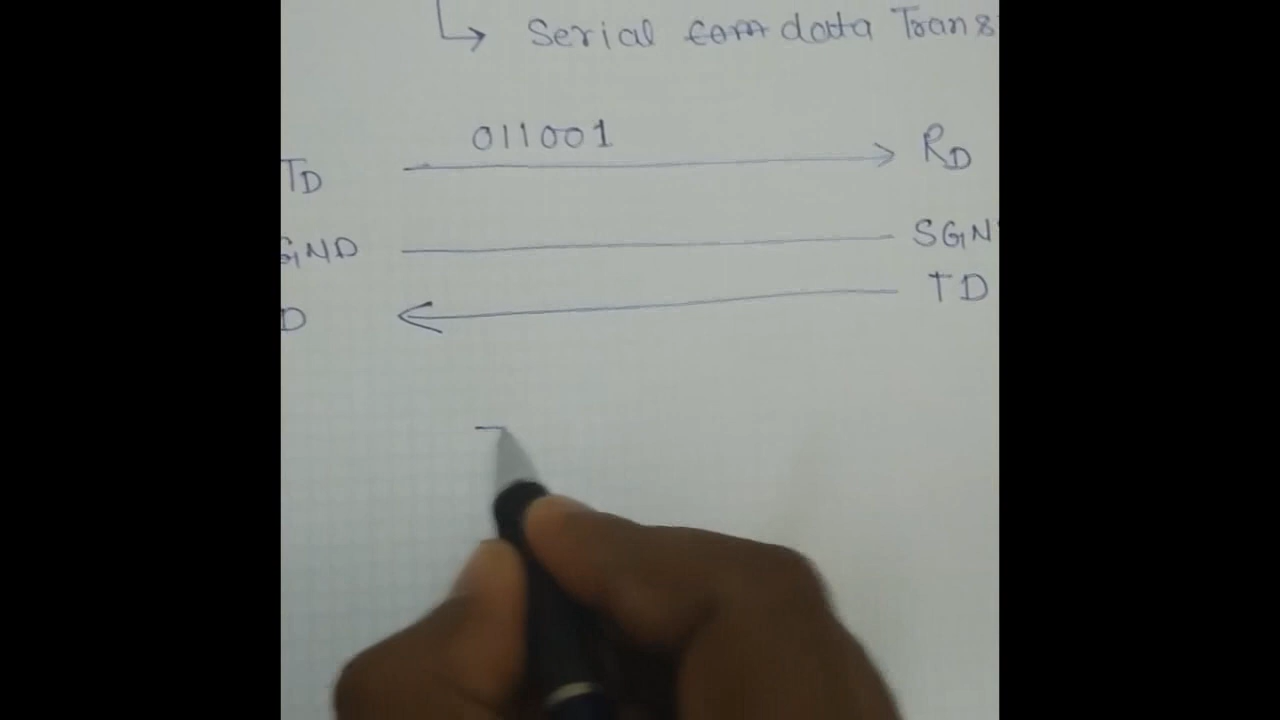 ↳ Serial com data Trans
011001
TD RD
GND SGN
D TD